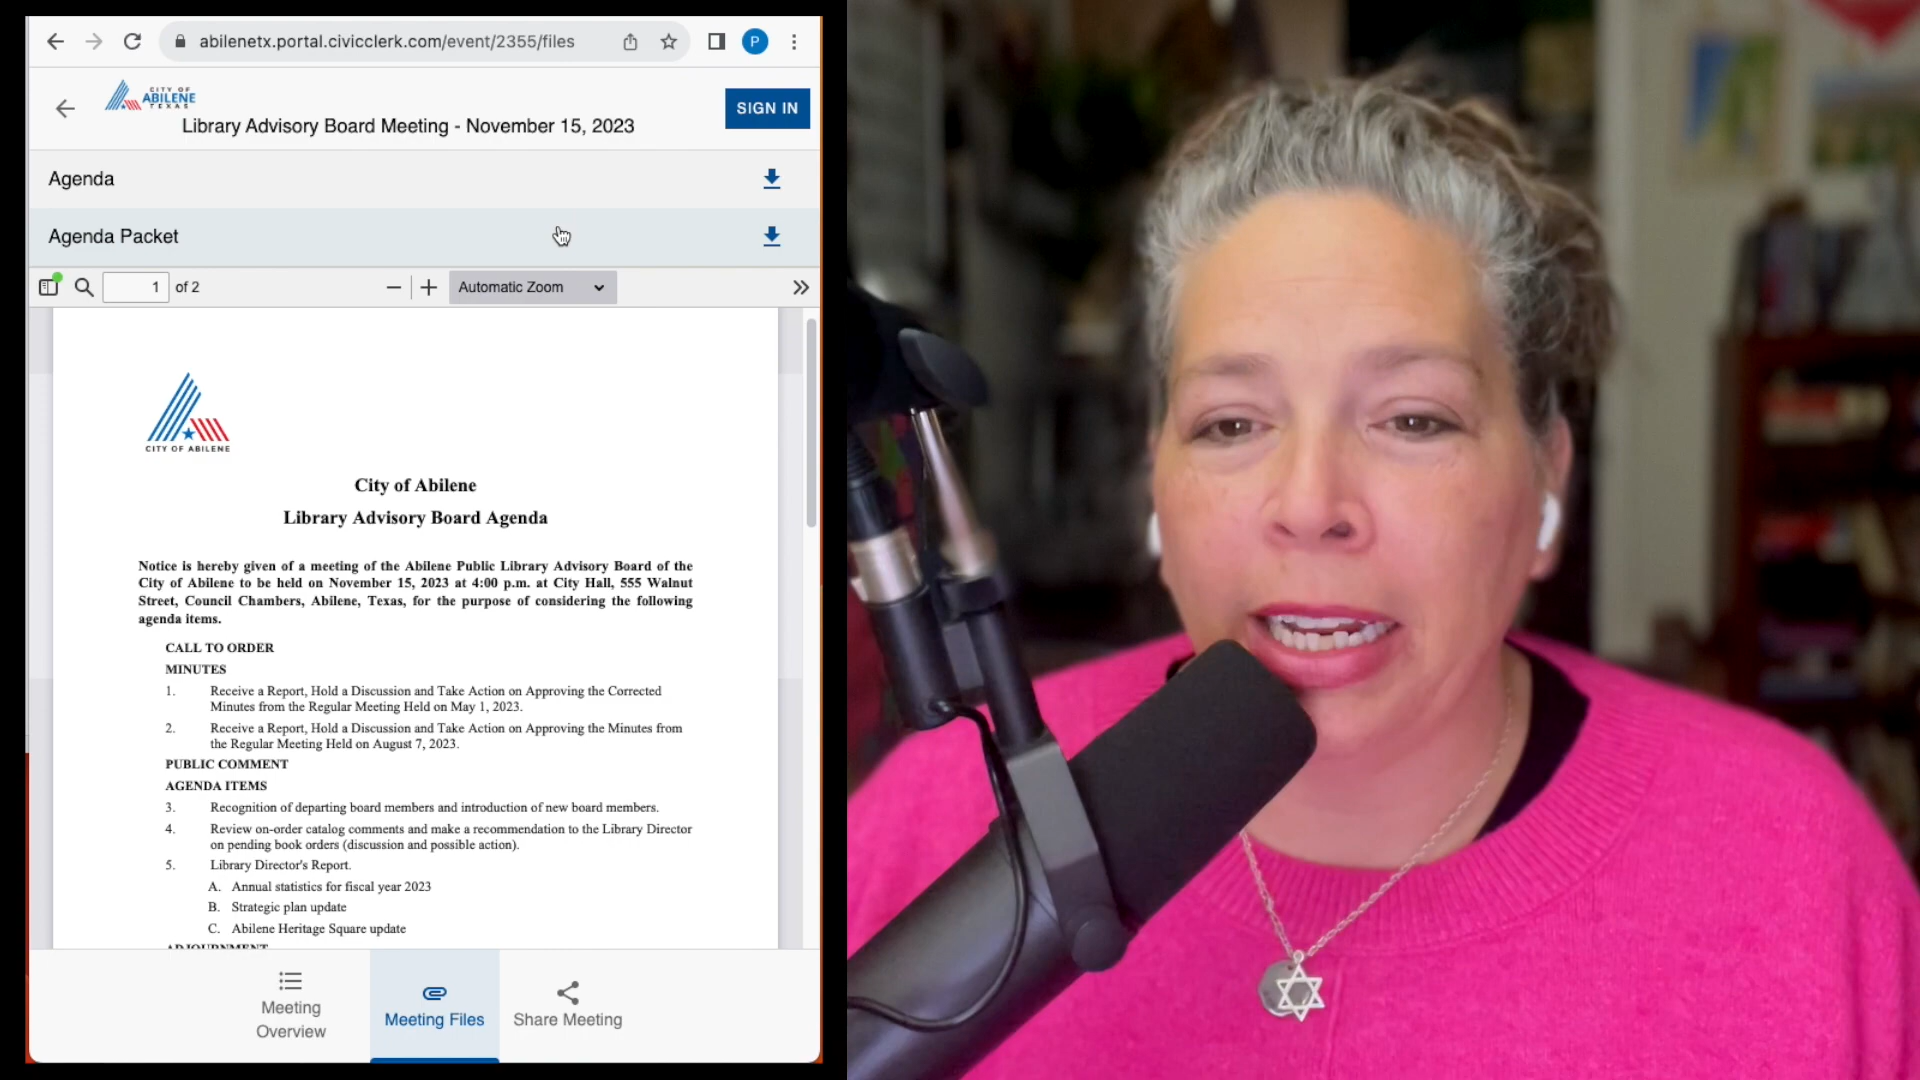 abilenetx.portal.civicclerk.com/event/2355/files
P
CITY OF
ABILENE
TEXAS
Library Advisory Board Meeting - November 15, 2023
SIGN IN
Agenda
Agenda Packet
1 of 2
Automatic Zoom
CITY OF ABILENE
City of Abilene
Library Advisory Board Agenda
Notice is hereby given of a meeting of the Abilene Public Library Advisory Board of the
City of Abilene to be held on November 15, 2023 at 4:00 p.m. at City Hall, 555 Walnut
Street, Council Chambers, Abilene, Texas, for the purpose of considering the following
agenda items.
CALL TO ORDER
MINUTES
1. Receive a Report, Hold a Discussion and Take Action on Approving the Corrected
Minutes from the Regular Meeting Held on May 1, 2023.
2. Receive a Report, Hold a Discussion and Take Action on Approving the Minutes from
the Regular Meeting Held on August 7, 2023.
PUBLIC COMMENT
AGENDA ITEMS
3. Recognition of departing board members and introduction of new board members.
4. Review on-order catalog comments and make a recommendation to the Library Director
on pending book orders (discussion and possible action).
5. Library Director's Report.
A. Annual statistics for fiscal year 2023
B. Strategic plan update
C. Abilene Heritage Square update
ADJOURNMENT
Meeting
Overview
Meeting Files
Share Meeting